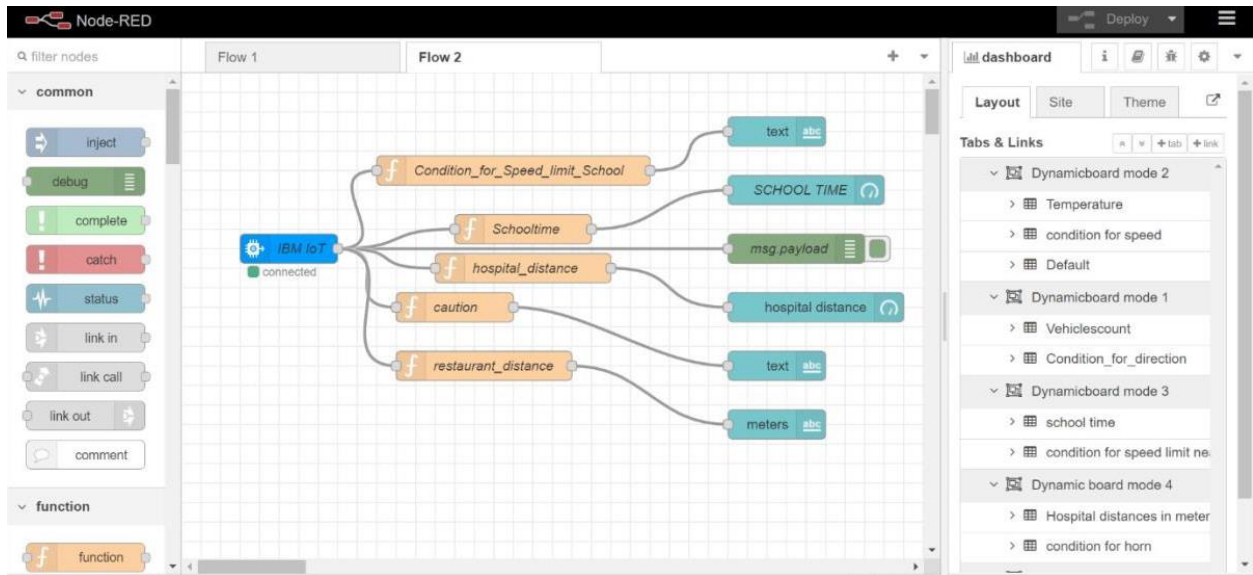 Node-RED
Deploy
filter nodes
common
inject
debug
complete
catch
status
link in
link call
link out
comment
function
function
Flow 1
Flow 2
IBM IoT
connected
Condition_for_Speed_limit_School
Schooltime
hospital_distance
caution
restaurant_distance
text abc
SCHOOL TIME
msg.payload
hospital distance
text abc
meters abc
dashboard
i
Layout Site Theme
Tabs & Links
+tab +link
Dynamicboard mode 2
Temperature
condition for speed
Default
Dynamicboard mode 1
Vehiclescount
Condition_for_direction
Dynamicboard mode 3
school time
condition for speed limit ne
Dynamic board mode 4
Hospital distances in meter
condition for horn